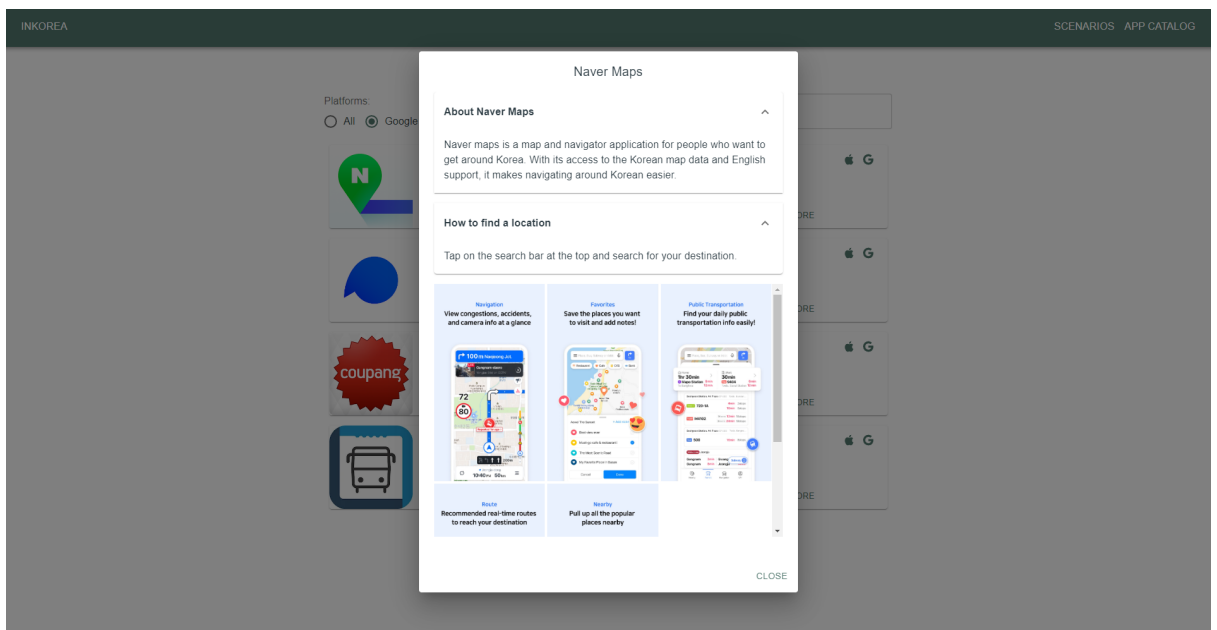 INKOREA
SCENARIOS APP CATALOG
Naver Maps
Platforms:
All Google
About Naver Maps
Naver maps is a map and navigator application for people who want to
get around Korea. With its access to the Korean map data and English
support, it makes navigating around Korean easier.
How to find a location
Tap on the search bar at the top and search for your destination.
N
ORE
ORE
coupang
ORE
ORE
Navigation
View congestions, accidents,
and camera info at a glance
Favorites
Save the places you want
to visit and add notes!
Public Transportation
Find your daily public
transportation info easily!
100
72
80
1hr 30min
30min
Route
Recommended real-time routes
to reach your destination
Nearby
Pull up all the popular
places nearby
CLOSE